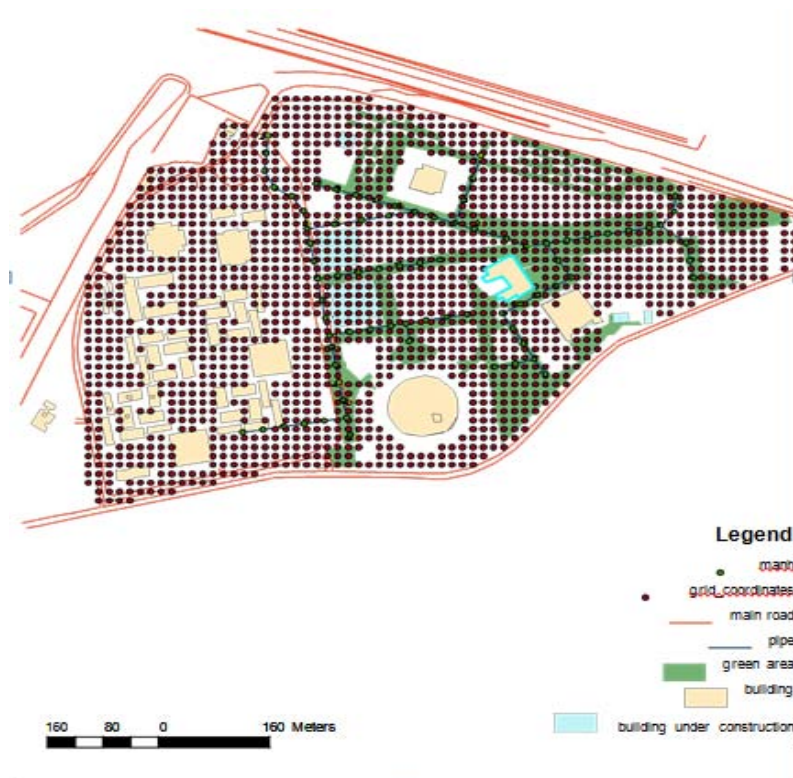 Legend
manh
grid_coordinates
main road
pipe
green area
building
building under construction
160 80 0 160 Meters